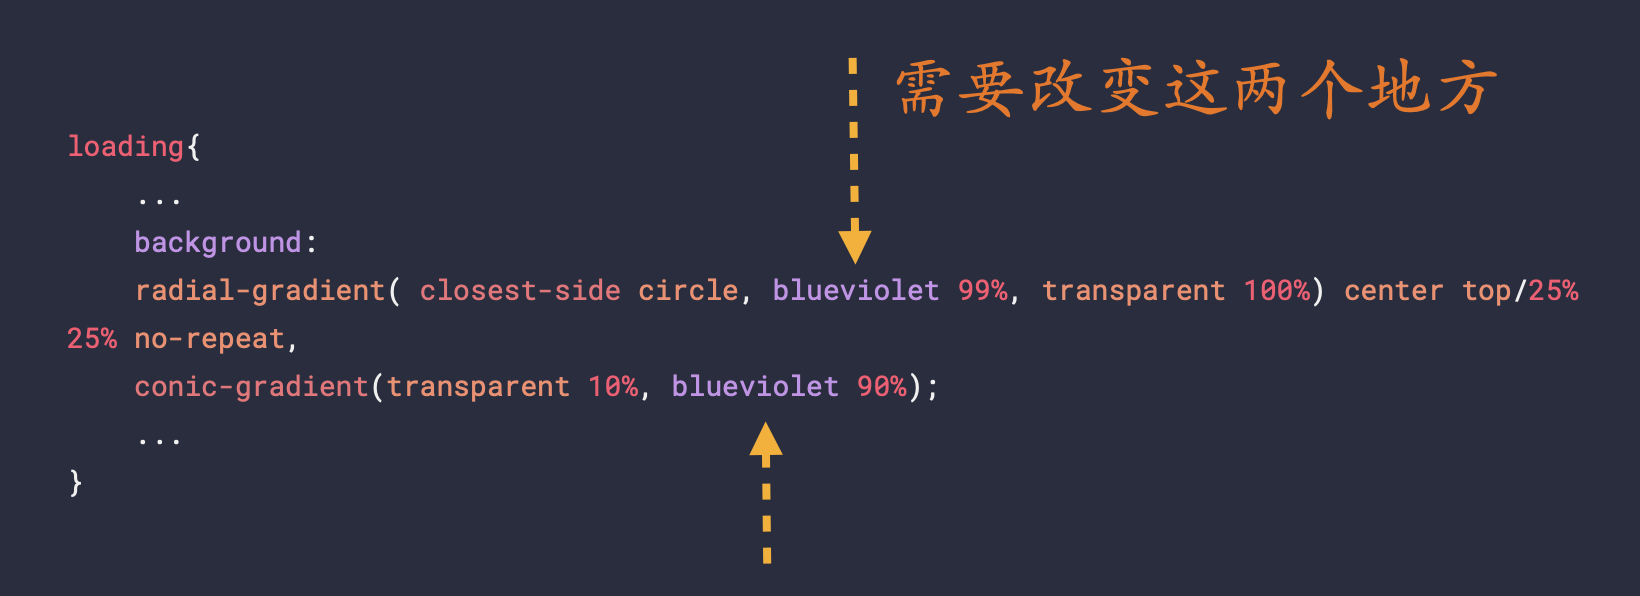 需要改变这两个地方
loading{
...
background:
radial-gradient( closest-side circle, blueviolet 99%, transparent 100%) center top/25%
25% no-repeat,
conic-gradient(transparent 10%, blueviolet 90%);
...
}